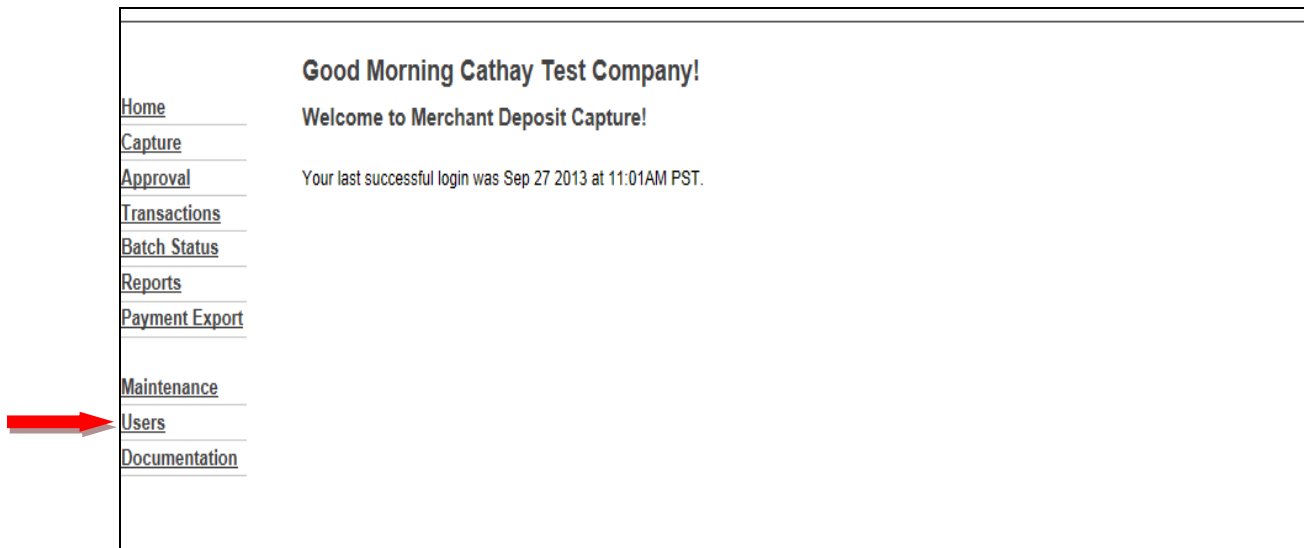 Good Morning Cathay Test Company!
Welcome to Merchant Deposit Capture!
Your last successful login was Sep 27 2013 at 11:01AM PST.
Home
Capture
Approval
Transactions
Batch Status
Reports
Payment Export
Maintenance
Users
Documentation